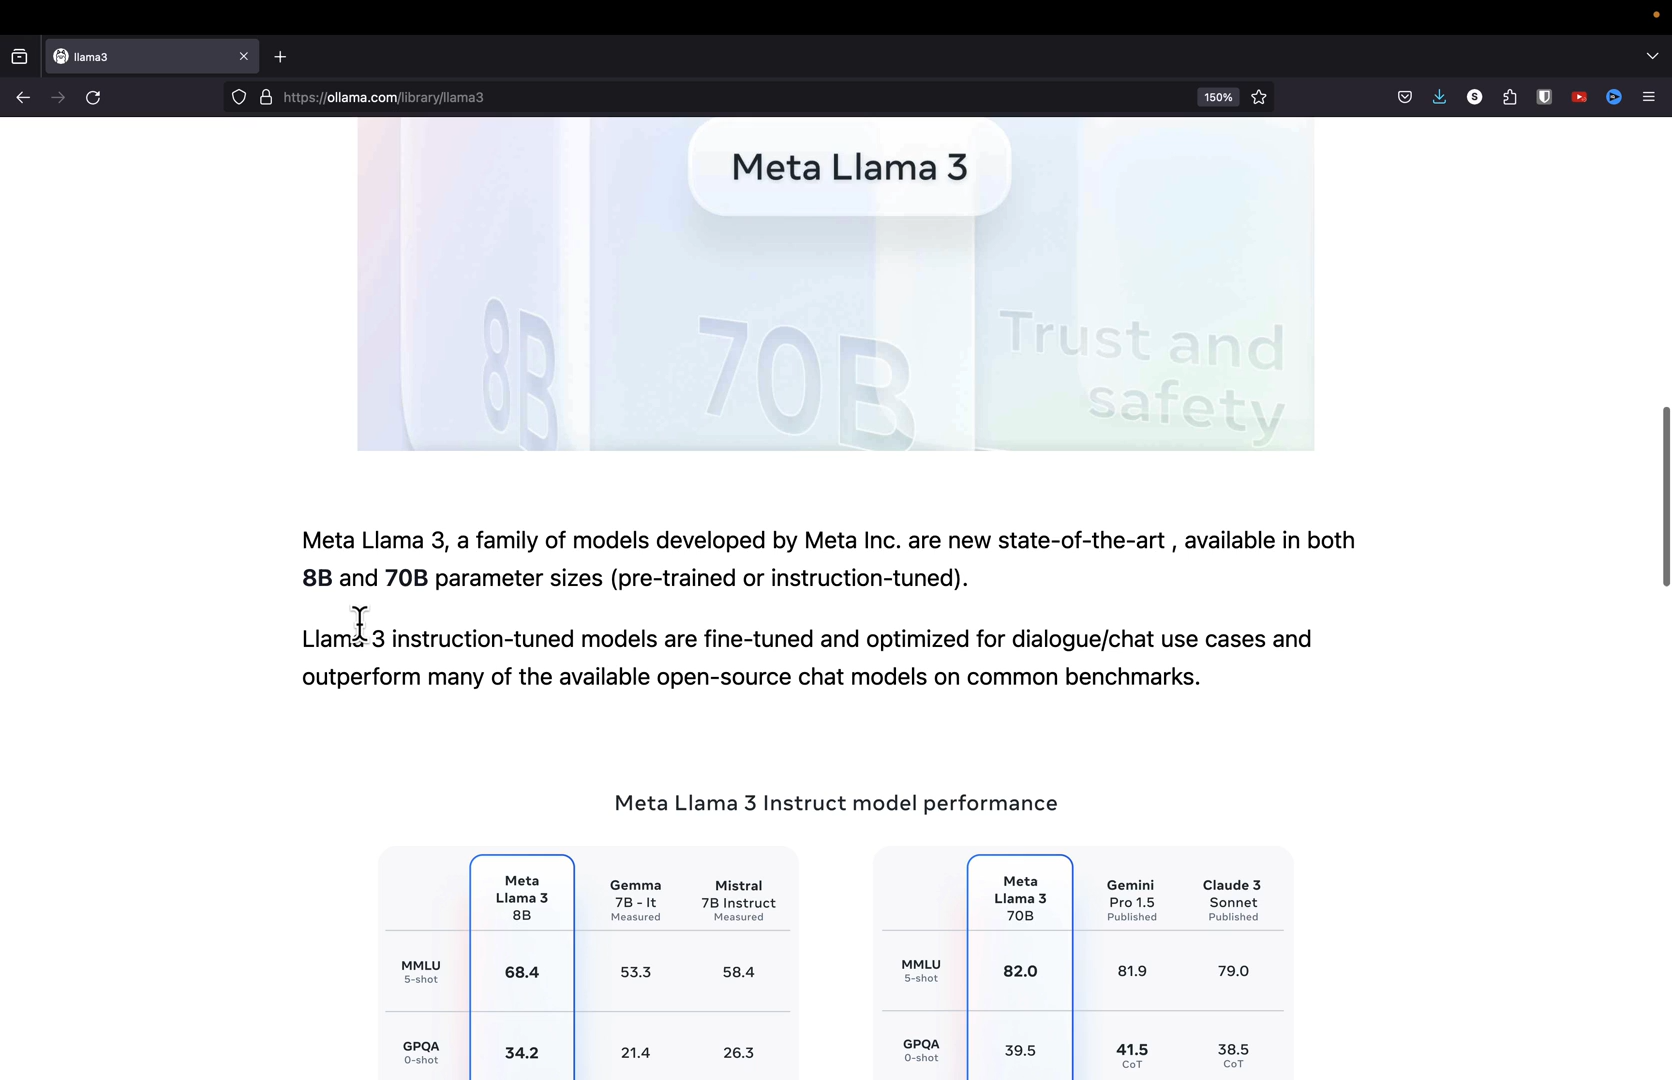 llama3
https://ollama.com/library/llama3
150%
S
Meta Llama 3
8B
70B
Trust and
safety
Meta Llama 3, a family of models developed by Meta Inc. are new state-of-the-art , available in both
8B and 70B parameter sizes (pre-trained or instruction-tuned).
Llama 3 instruction-tuned models are fine-tuned and optimized for dialogue/chat use cases and
outperform many of the available open-source chat models on common benchmarks.
Meta Llama 3 Instruct model performance
Meta
Llama 3
8B
Gemma
7B - It
Measured
Mistral
7B Instruct
Measured
MMLU
5-shot
68.4
53.3
58.4
GPQA
0-shot
34.2
21.4
26.3
Meta
Llama 3
70B
Gemini
Pro 1.5
Published
Claude 3
Sonnet
Published
MMLU
5-shot
82.0
81.9
79.0
GPQA
0-shot
39.5
41.5
CoT
38.5
CoT